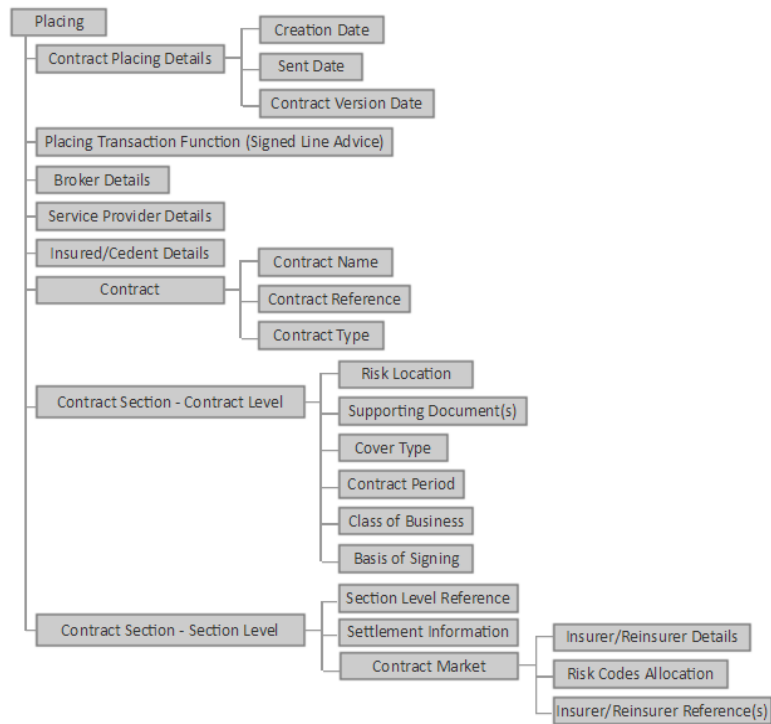 Placing
Creation Date
Contract Placing Details
Sent Date
Contract Version Date
Placing Transaction Function (Signed Line Advice)
Broker Details
Service Provider Details
Insured/Cedent Details
Contract Name
Contract
Contract Reference
Contract Type
Risk Location
Contract Section - Contract Level
Supporting Document(s)
Cover Type
Contract Period
Class of Business
Basis of Signing
Section Level Reference
Contract Section - Section Level
Settlement Information
Insurer/Reinsurer Details
Contract Market
Risk Codes Allocation
Insurer/Reinsurer Reference(s)